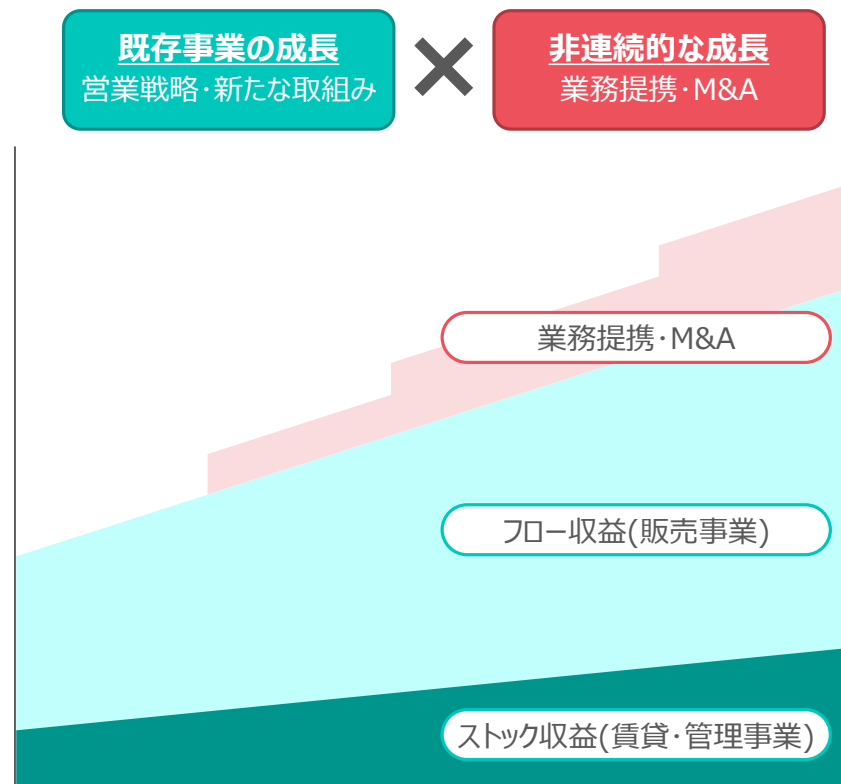 既存事業の成長
営業戦略・新たな取組み
非連続的な成長
業務提携・M&A
業務提携・M&A
フロー収益(販売事業)
ストック収益(賃貸・管理事業)